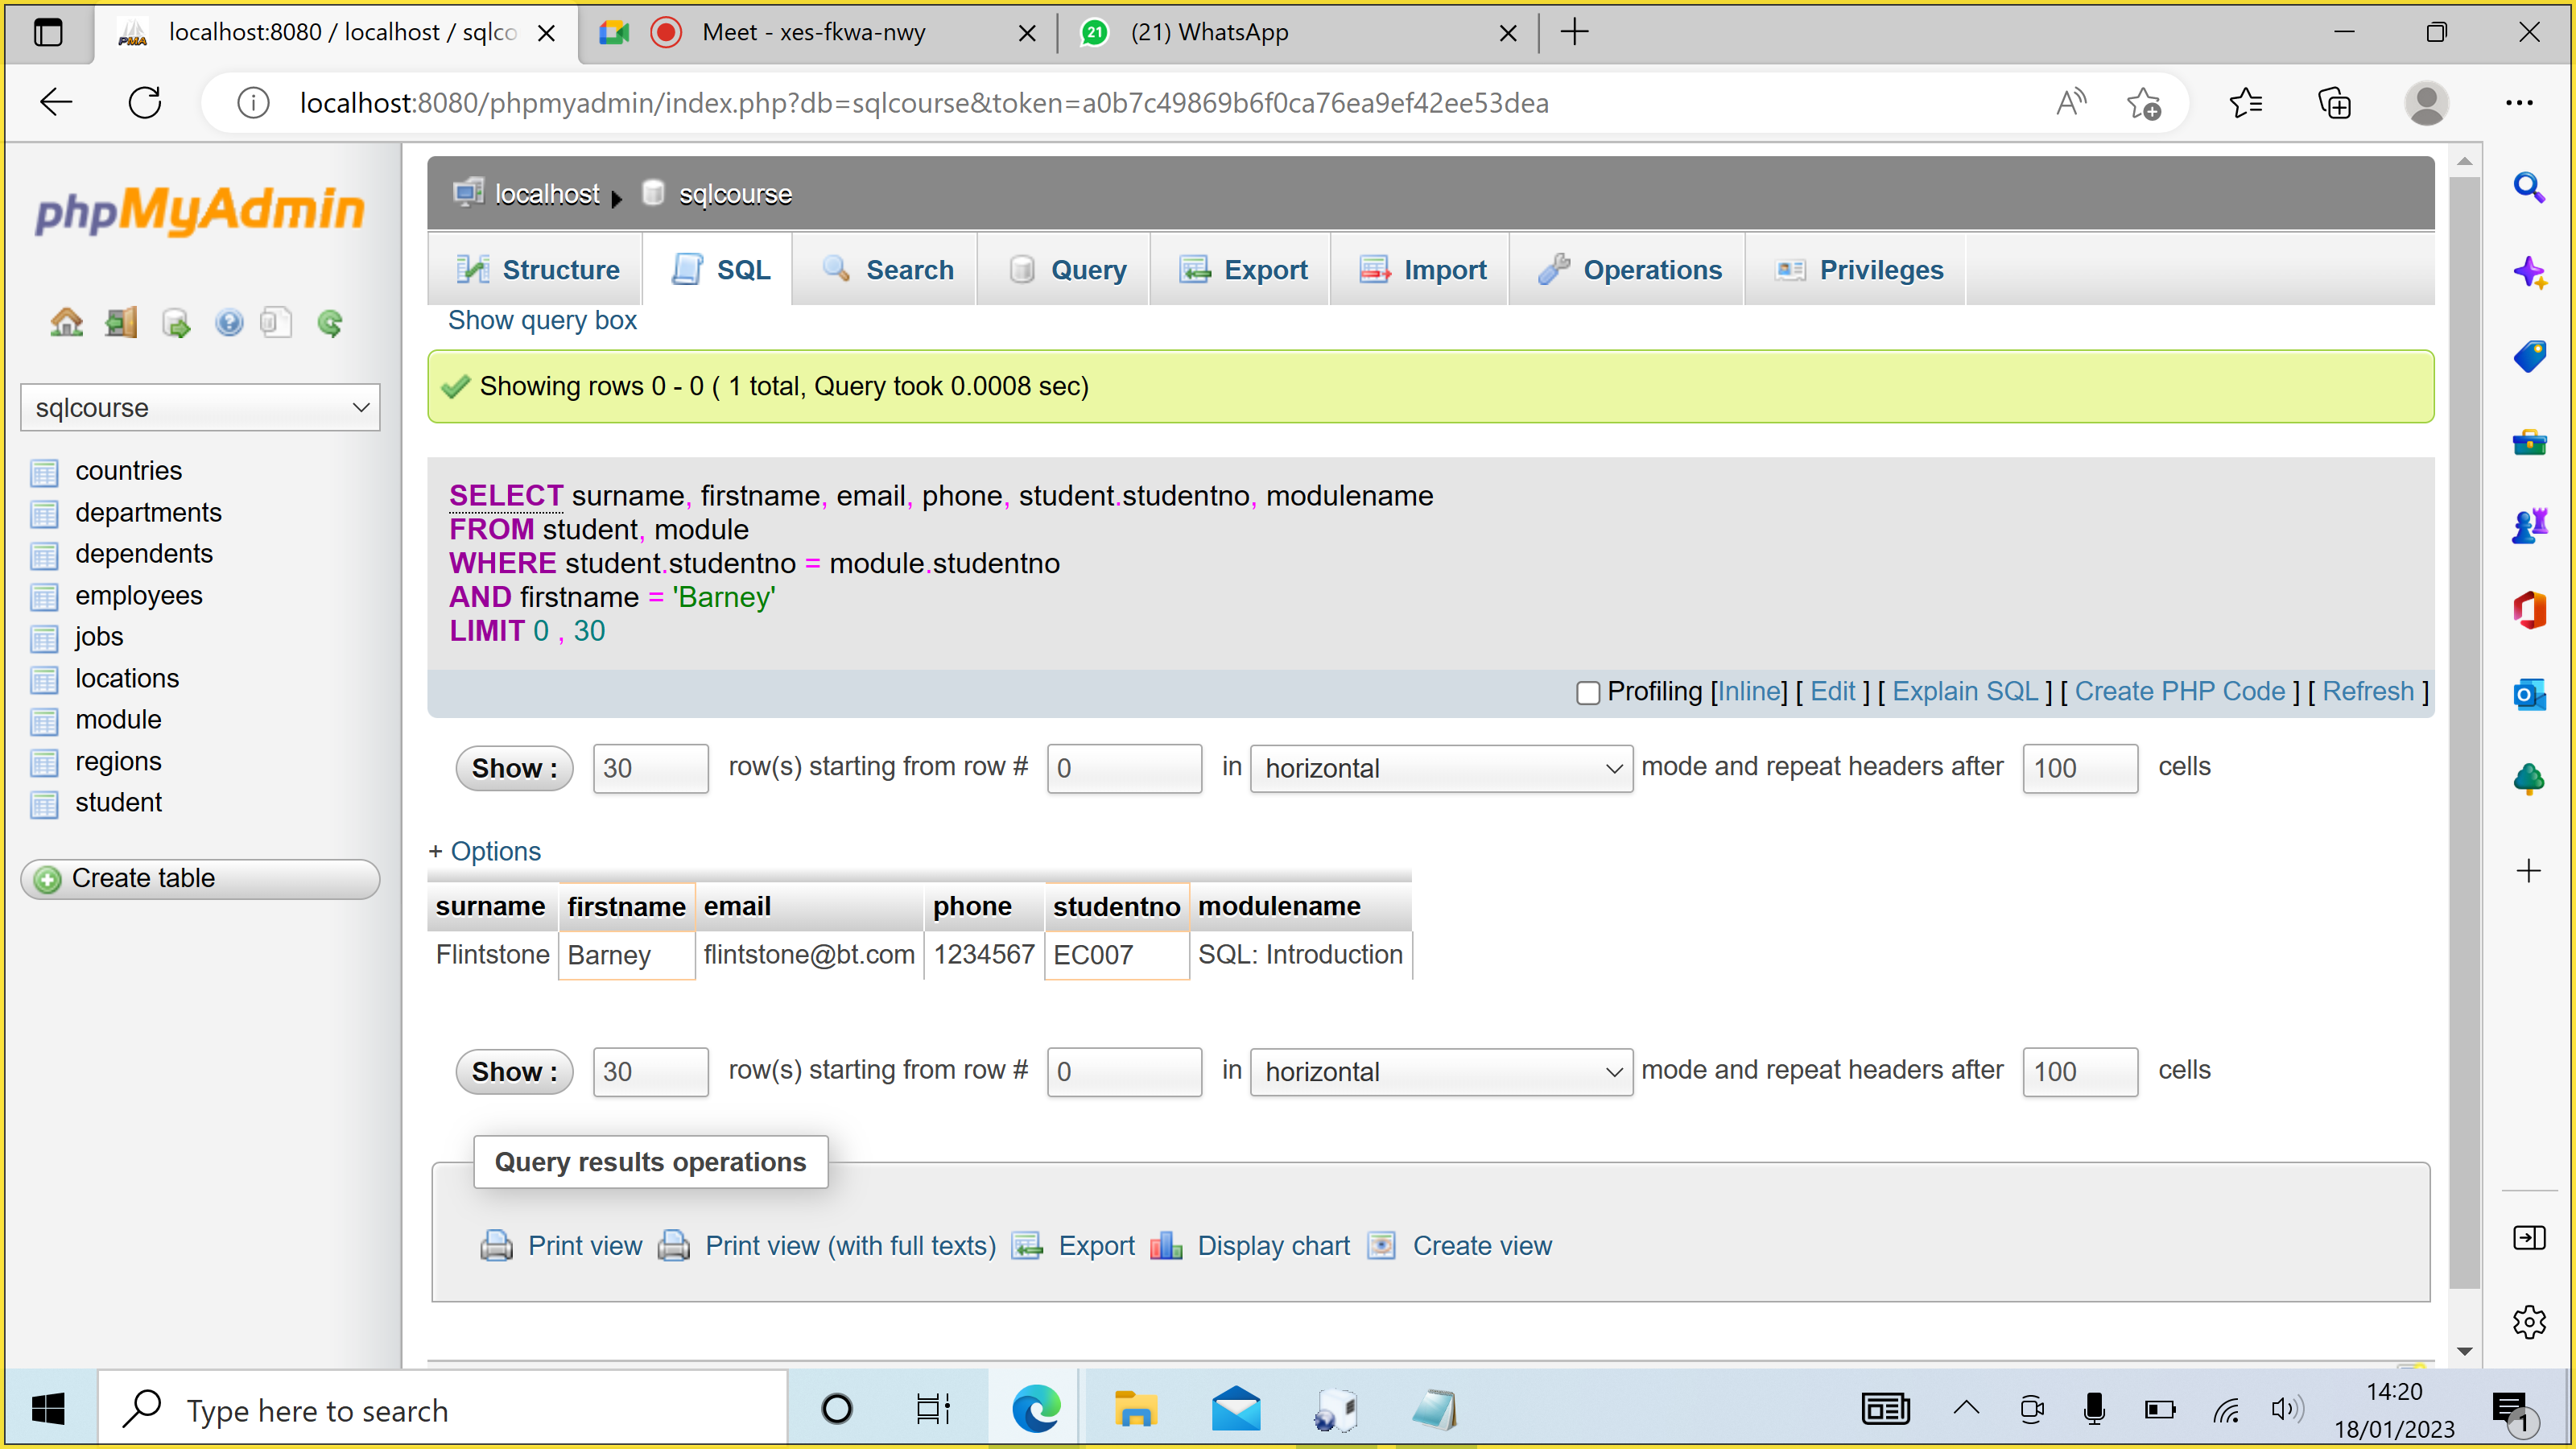 localhost:8080 / localhost / sqlco
Meet - xes-fkwa-nwy
21
(21) WhatsApp
localhost:8080/phpmyadmin/index.php?db=sqlcourse&token=a0b7c49869b6f0ca76ea9ef42ee53dea
phpMyAdmin
sqlcourse
countries
departments
dependents
employees
jobs
locations
module
regions
student
Create table
localhost ▸ sqlcourse
Structure SQL Search Query Export Import Operations Privileges
Show query box
Showing rows 0 - 0 ( 1 total, Query took 0.0008 sec)
SELECT surname, firstname, email, phone, student.studentno, modulename
FROM student, module
WHERE student.studentno = module.studentno
AND firstname = 'Barney'
LIMIT 0 , 30
Profiling [Inline] [ Edit ] [ Explain SQL ] [ Create PHP Code ] [ Refresh ]
Show : 30 row(s) starting from row # 0 in horizontal mode and repeat headers after 100 cells
+ Options
surname firstname email phone studentno modulename
Flintstone Barney flintstone@bt.com 1234567 EC007 SQL: Introduction
Show : 30 row(s) starting from row # 0 in horizontal mode and repeat headers after 100 cells
Query results operations
Print view Print view (with full texts) Export Display chart Create view
Type here to search
14:20
18/01/2023
1